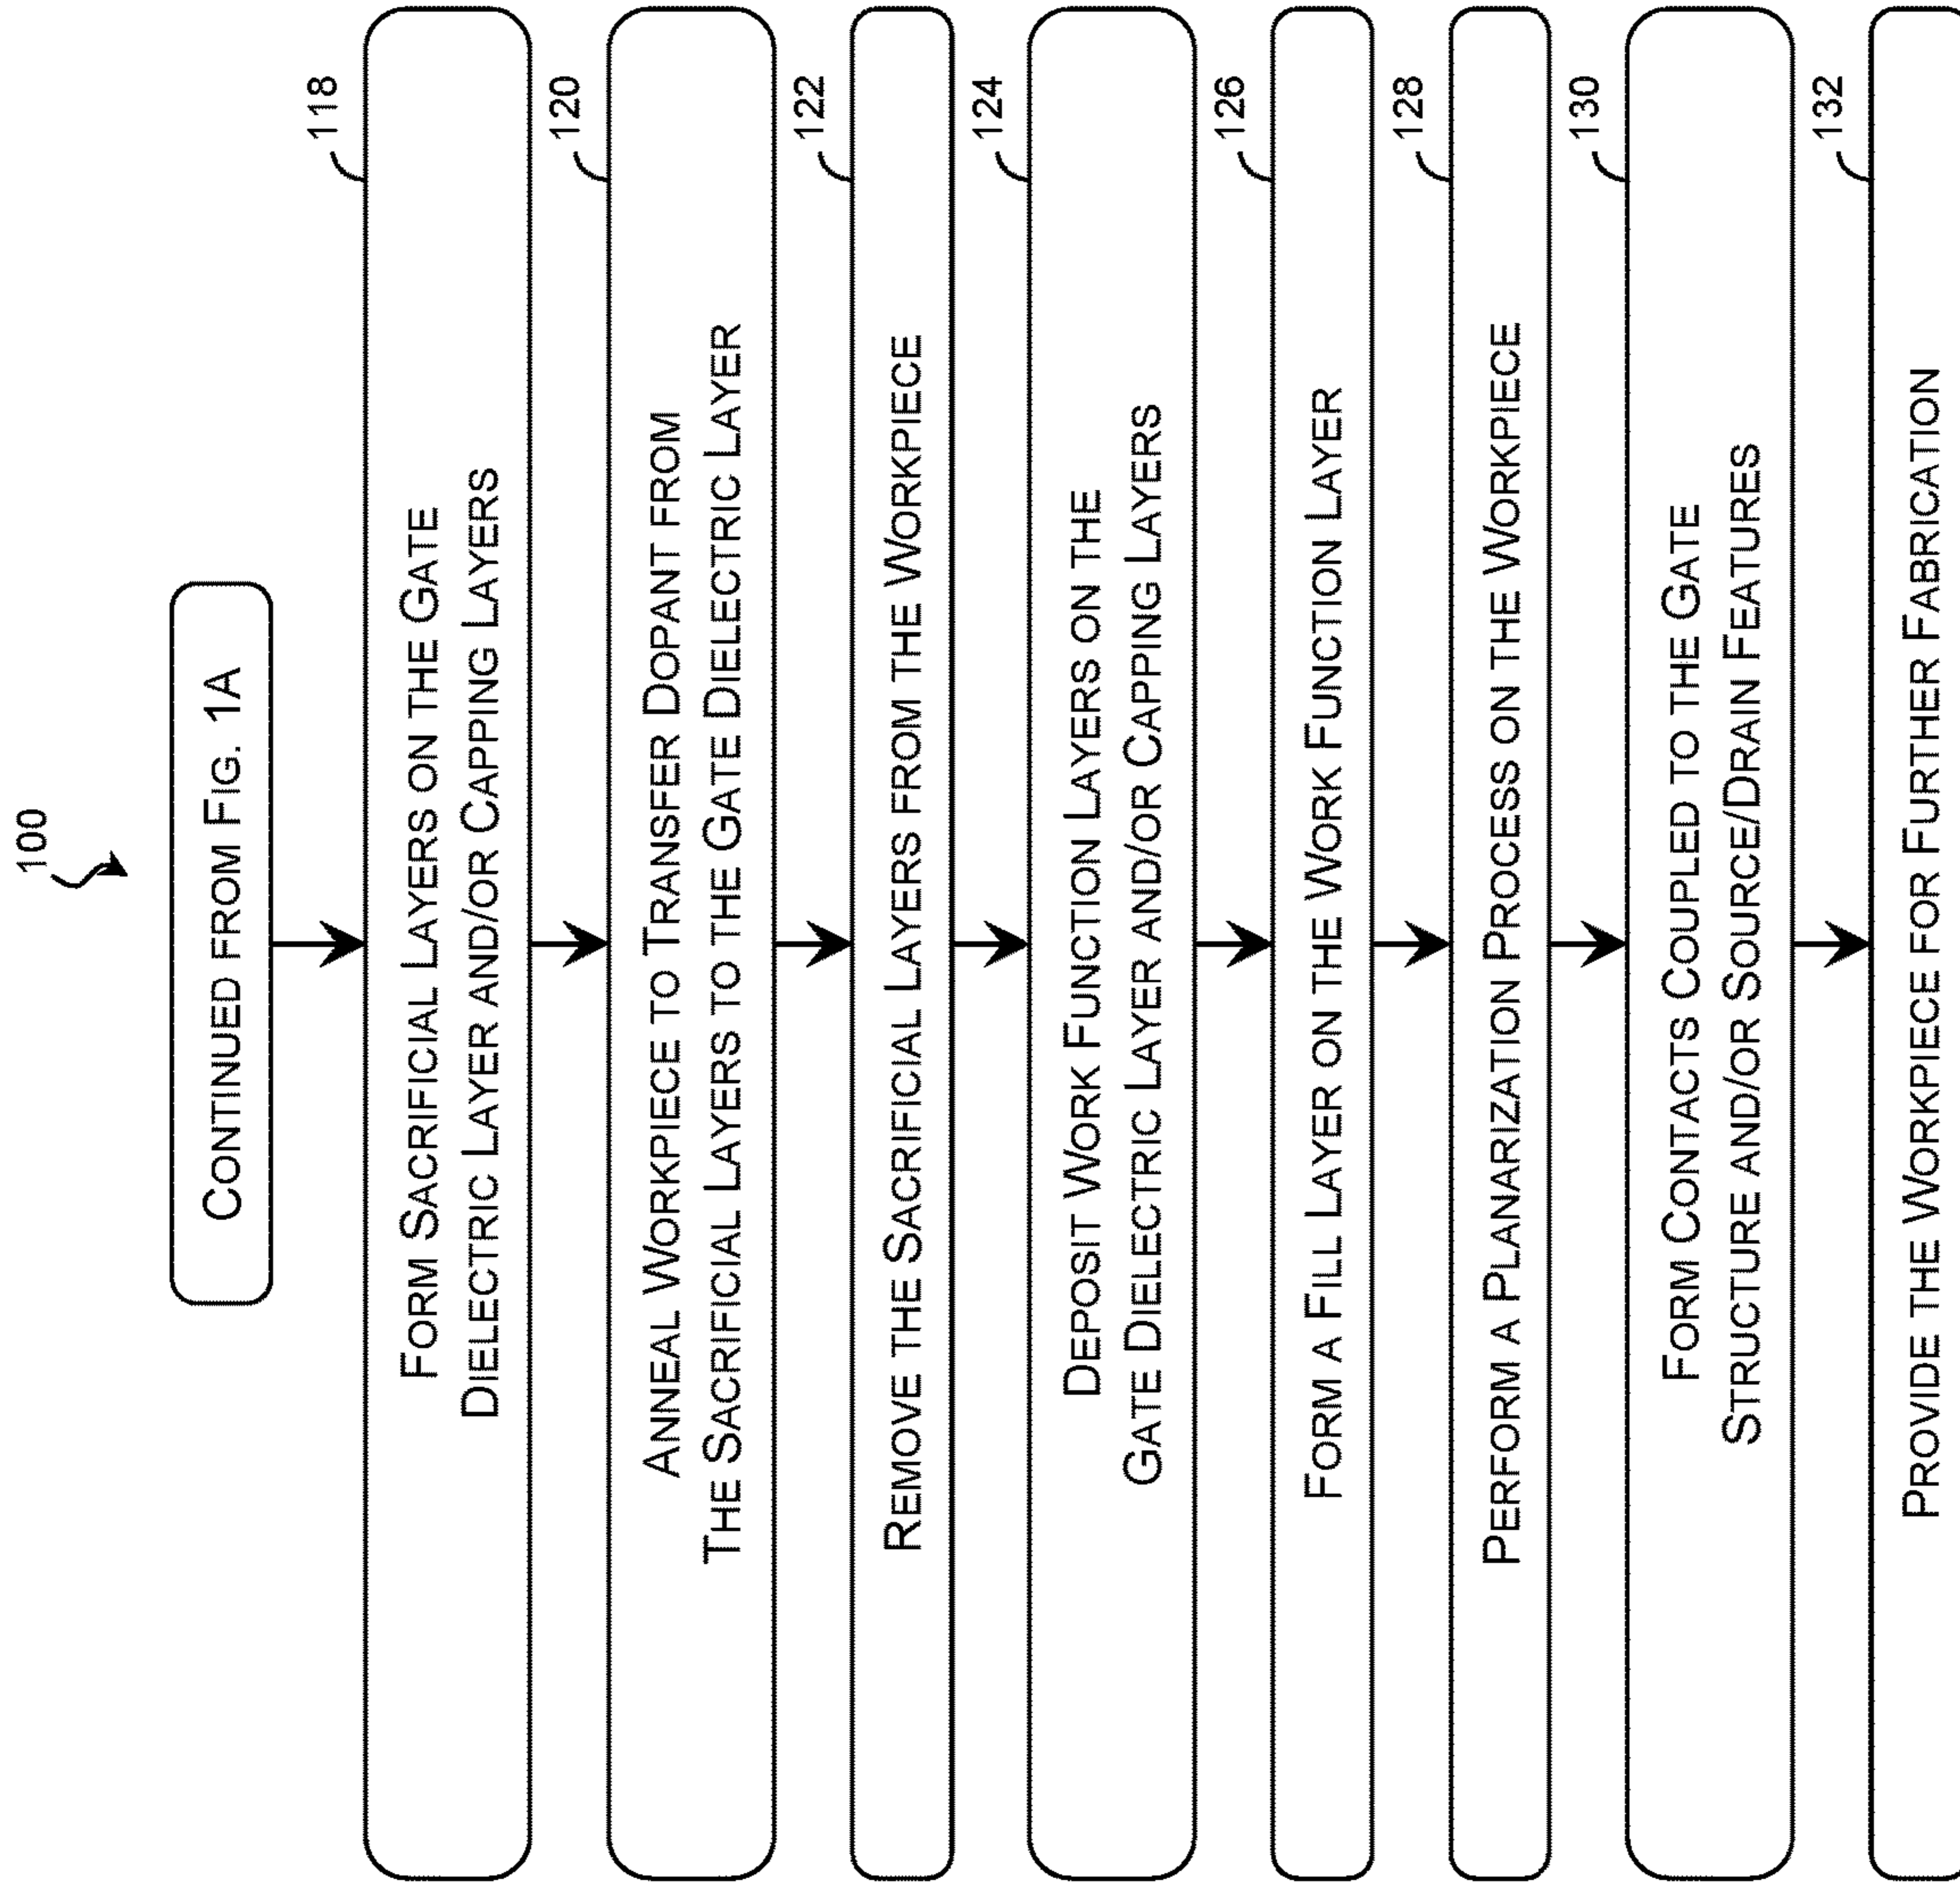 100
CONTINUED FROM FIG. 1A
118
FORM SACRIFICIAL LAYERS ON THE GATE
DIELECTRIC LAYER AND/OR CAPPING LAYERS
120
ANNEAL WORKPIECE TO TRANSFER DOPANT FROM
THE SACRIFICIAL LAYERS TO THE GATE DIELECTRIC LAYER
122
REMOVE THE SACRIFICIAL LAYERS FROM THE WORKPIECE
124
DEPOSIT WORK FUNCTION LAYERS ON THE
GATE DIELECTRIC LAYER AND/OR CAPPING LAYERS
126
FORM A FILL LAYER ON THE WORK FUNCTION LAYER
128
PERFORM A PLANARIZATION PROCESS ON THE WORKPIECE
130
FORM CONTACTS COUPLED TO THE GATE
STRUCTURE AND/OR SOURCE/DRAIN FEATURES
132
PROVIDE THE WORKPIECE FOR FURTHER FABRICATION